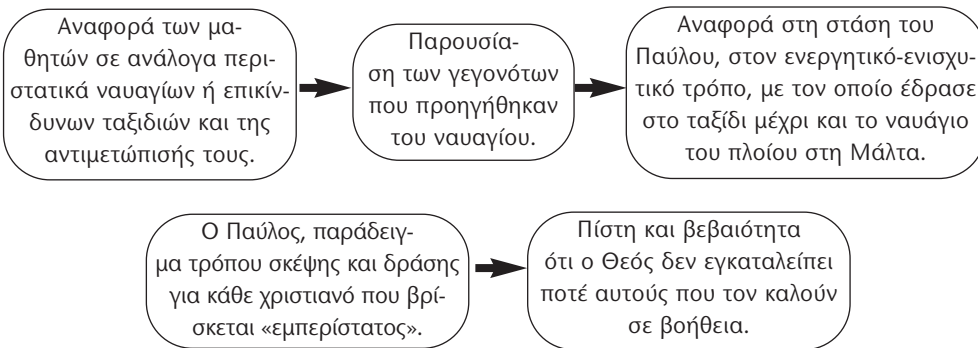 Αναφορά των μα-
θητών σε ανάλογα περι-
στατικά ναυαγίων ή επικίν-
δυνων ταξιδιών και της
αντιμετώπισής τους.
Παρουσία-
ση των γεγονότων
που προηγήθηκαν
του ναυαγίου.
Αναφορά στη στάση του
Παύλου, στον ενεργητικό-ενισχυ-
τικό τρόπο, με τον οποίο έδρασε
στο ταξίδι μέχρι και το ναυάγιο
του πλοίου στη Μάλτα.
Ο Παύλος, παράδειγ-
μα τρόπου σκέψης και δράσης
για κάθε χριστιανό που βρί-
σκεται «εμπερίστατος».
Πίστη και βεβαιότητα
ότι ο Θεός δεν εγκαταλείπει
ποτέ αυτούς που τον καλούν
σε βοήθεια.